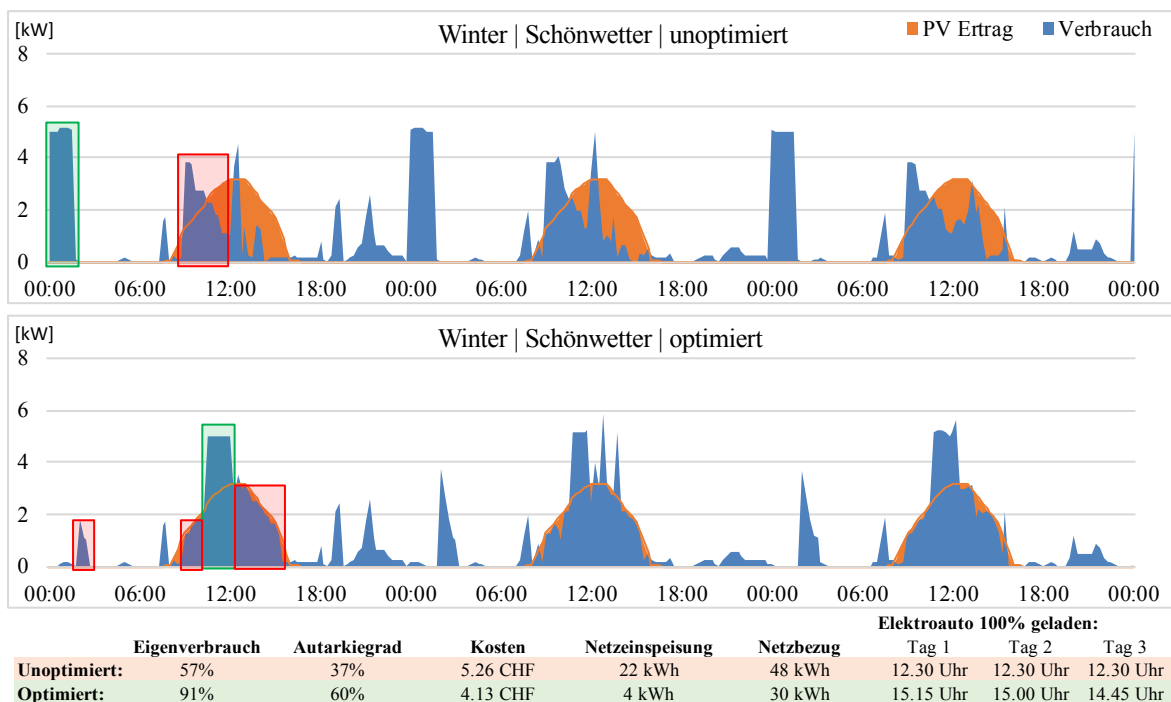 [kW]
Winter | Schönwetter | unoptimiert
PV Ertrag Verbrauch
8
6
4
2
0
00:00 06:00 12:00 18:00 00:00 06:00 12:00 18:00 00:00 06:00 12:00 18:00 00:00
[kW]
Winter | Schönwetter | optimiert
8
6
4
2
0
00:00 06:00 12:00 18:00 00:00 06:00 12:00 18:00 00:00 06:00 12:00 18:00 00:00
Elektroauto 100% geladen:
Eigenverbrauch Autarkiegrad Kosten Netzeinspeisung Netzbezug Tag 1 Tag 2 Tag 3
Unoptimiert: 57% 37% 5.26 CHF 22 kWh 48 kWh 12.30 Uhr 12.30 Uhr 12.30 Uhr
Optimiert: 91% 60% 4.13 CHF 4 kWh 30 kWh 15.15 Uhr 15.00 Uhr 14.45 Uhr